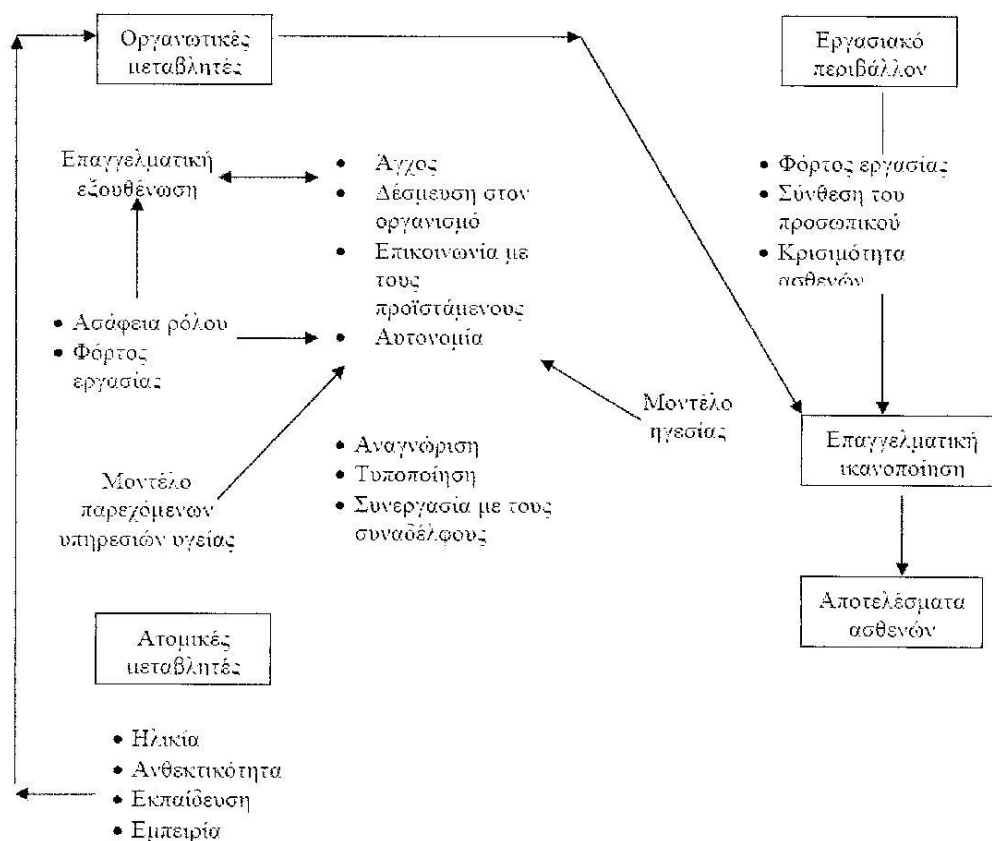 Οργανωτικές
μεταβλητές
Εργασιακό
περιβάλλον
Επαγγελματική
εξουθένωση
• Άγχος
• Δέσμευση στον
οργανισμό
• Επικοινωνία με
τους
προϊστάμενους
• Αυτονομία
• Φόρτος εργασίας
• Σύνθεση του
προσωπικού
• Κρισιμότητα
ασθενών
• Ασάφεια ρόλου
• Φόρτος
εργασίας
Μοντέλο
ηγεσίας
Επαγγελματική
ικανοποίηση
Μοντέλο
παρεχόμενων
υπηρεσιών υγείας
• Αναγνώριση
• Τυποποίηση
• Συνεργασία με τους
συναδέλφους
Αποτελέσματα
ασθενών
Ατομικές
μεταβλητές
• Ηλικία
• Ανθεκτικότητα
• Εκπαίδευση
• Εμπειρία